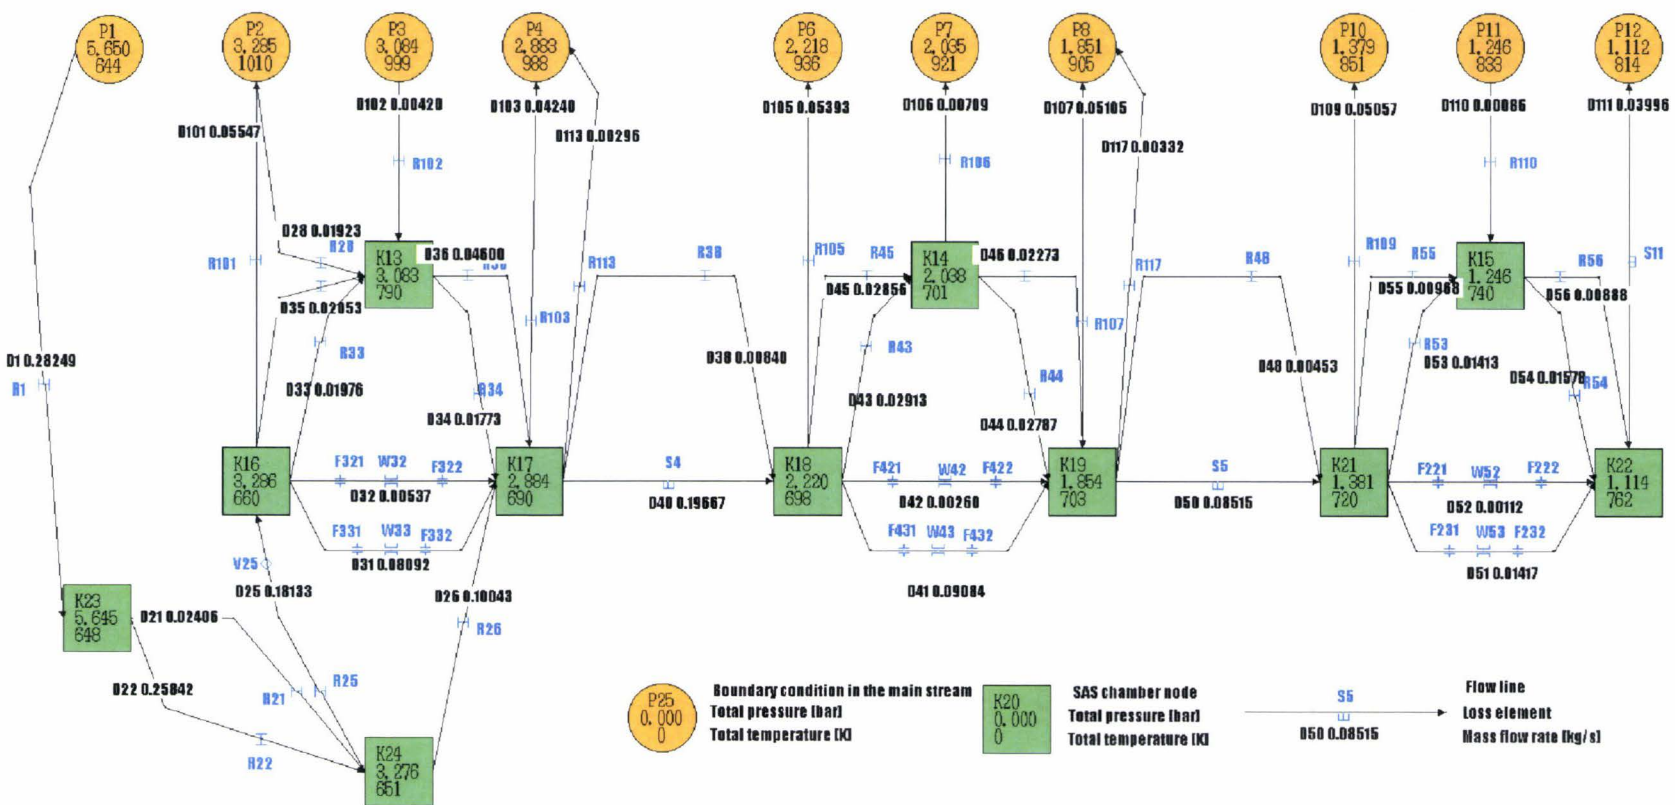 P1
5.650
644
P2
3.285
1010
P3
3.084
999
P4
2.883
988
P6
2.218
936
P7
2.035
921
P8
1.851
905
P10
1.379
851
P11
1.246
833
P12
1.112
814
D101 0.05547
D102 0.00420
D103 0.04240
D113 0.00296
D105 0.05393
D106 0.00709
D107 0.05105
D117 0.00332
D109 0.05057
D110 0.00086
D111 0.03996
R102
R106
R110
D28 0.01923
R28
R101
K13
3.083
790
D36 0.04600
R113
R38
R105
R45
K14
2.038
701
D46 0.02273
R117
R48
R109
R55
K15
1.246
740
R56
S11
D35 0.02053
R103
D45 0.02856
R107
D55 0.00988
D56 0.00888
R33
D38 0.00840
R43
D48 0.00453
R53
D53 0.01413
D1 0.28249
R1
D33 0.01976
R34
D34 0.01773
D43 0.02913
R44
D44 0.02787
D54 0.01578
R54
K16
3.286
660
F321
W32
F322
D32 0.00537
K17
2.884
690
S4
D40 0.19667
K18
2.220
698
F421
W42
F422
D42 0.00260
K19
1.854
703
S5
D50 0.08515
K21
1.381
720
F221
W52
F222
D52 0.00112
K22
1.114
762
F331
W33
F332
D31 0.08092
F431
W43
F432
D41 0.09084
F231
W53
F232
D51 0.01417
V25
D25 0.18133
D26 0.10043
K23
5.645
648
D21 0.02406
R26
D22 0.25842
R21
R25
R22
K24
3.276
651
P25
0.000
0
Boundary condition in the main stream
Total pressure [bar]
Total temperature [K]
K20
0.000
0
SAS chamber node
Total pressure [bar]
Total temperature [K]
S5
D50 0.08515
Flow line
Loss element
Mass flow rate [kg/s]